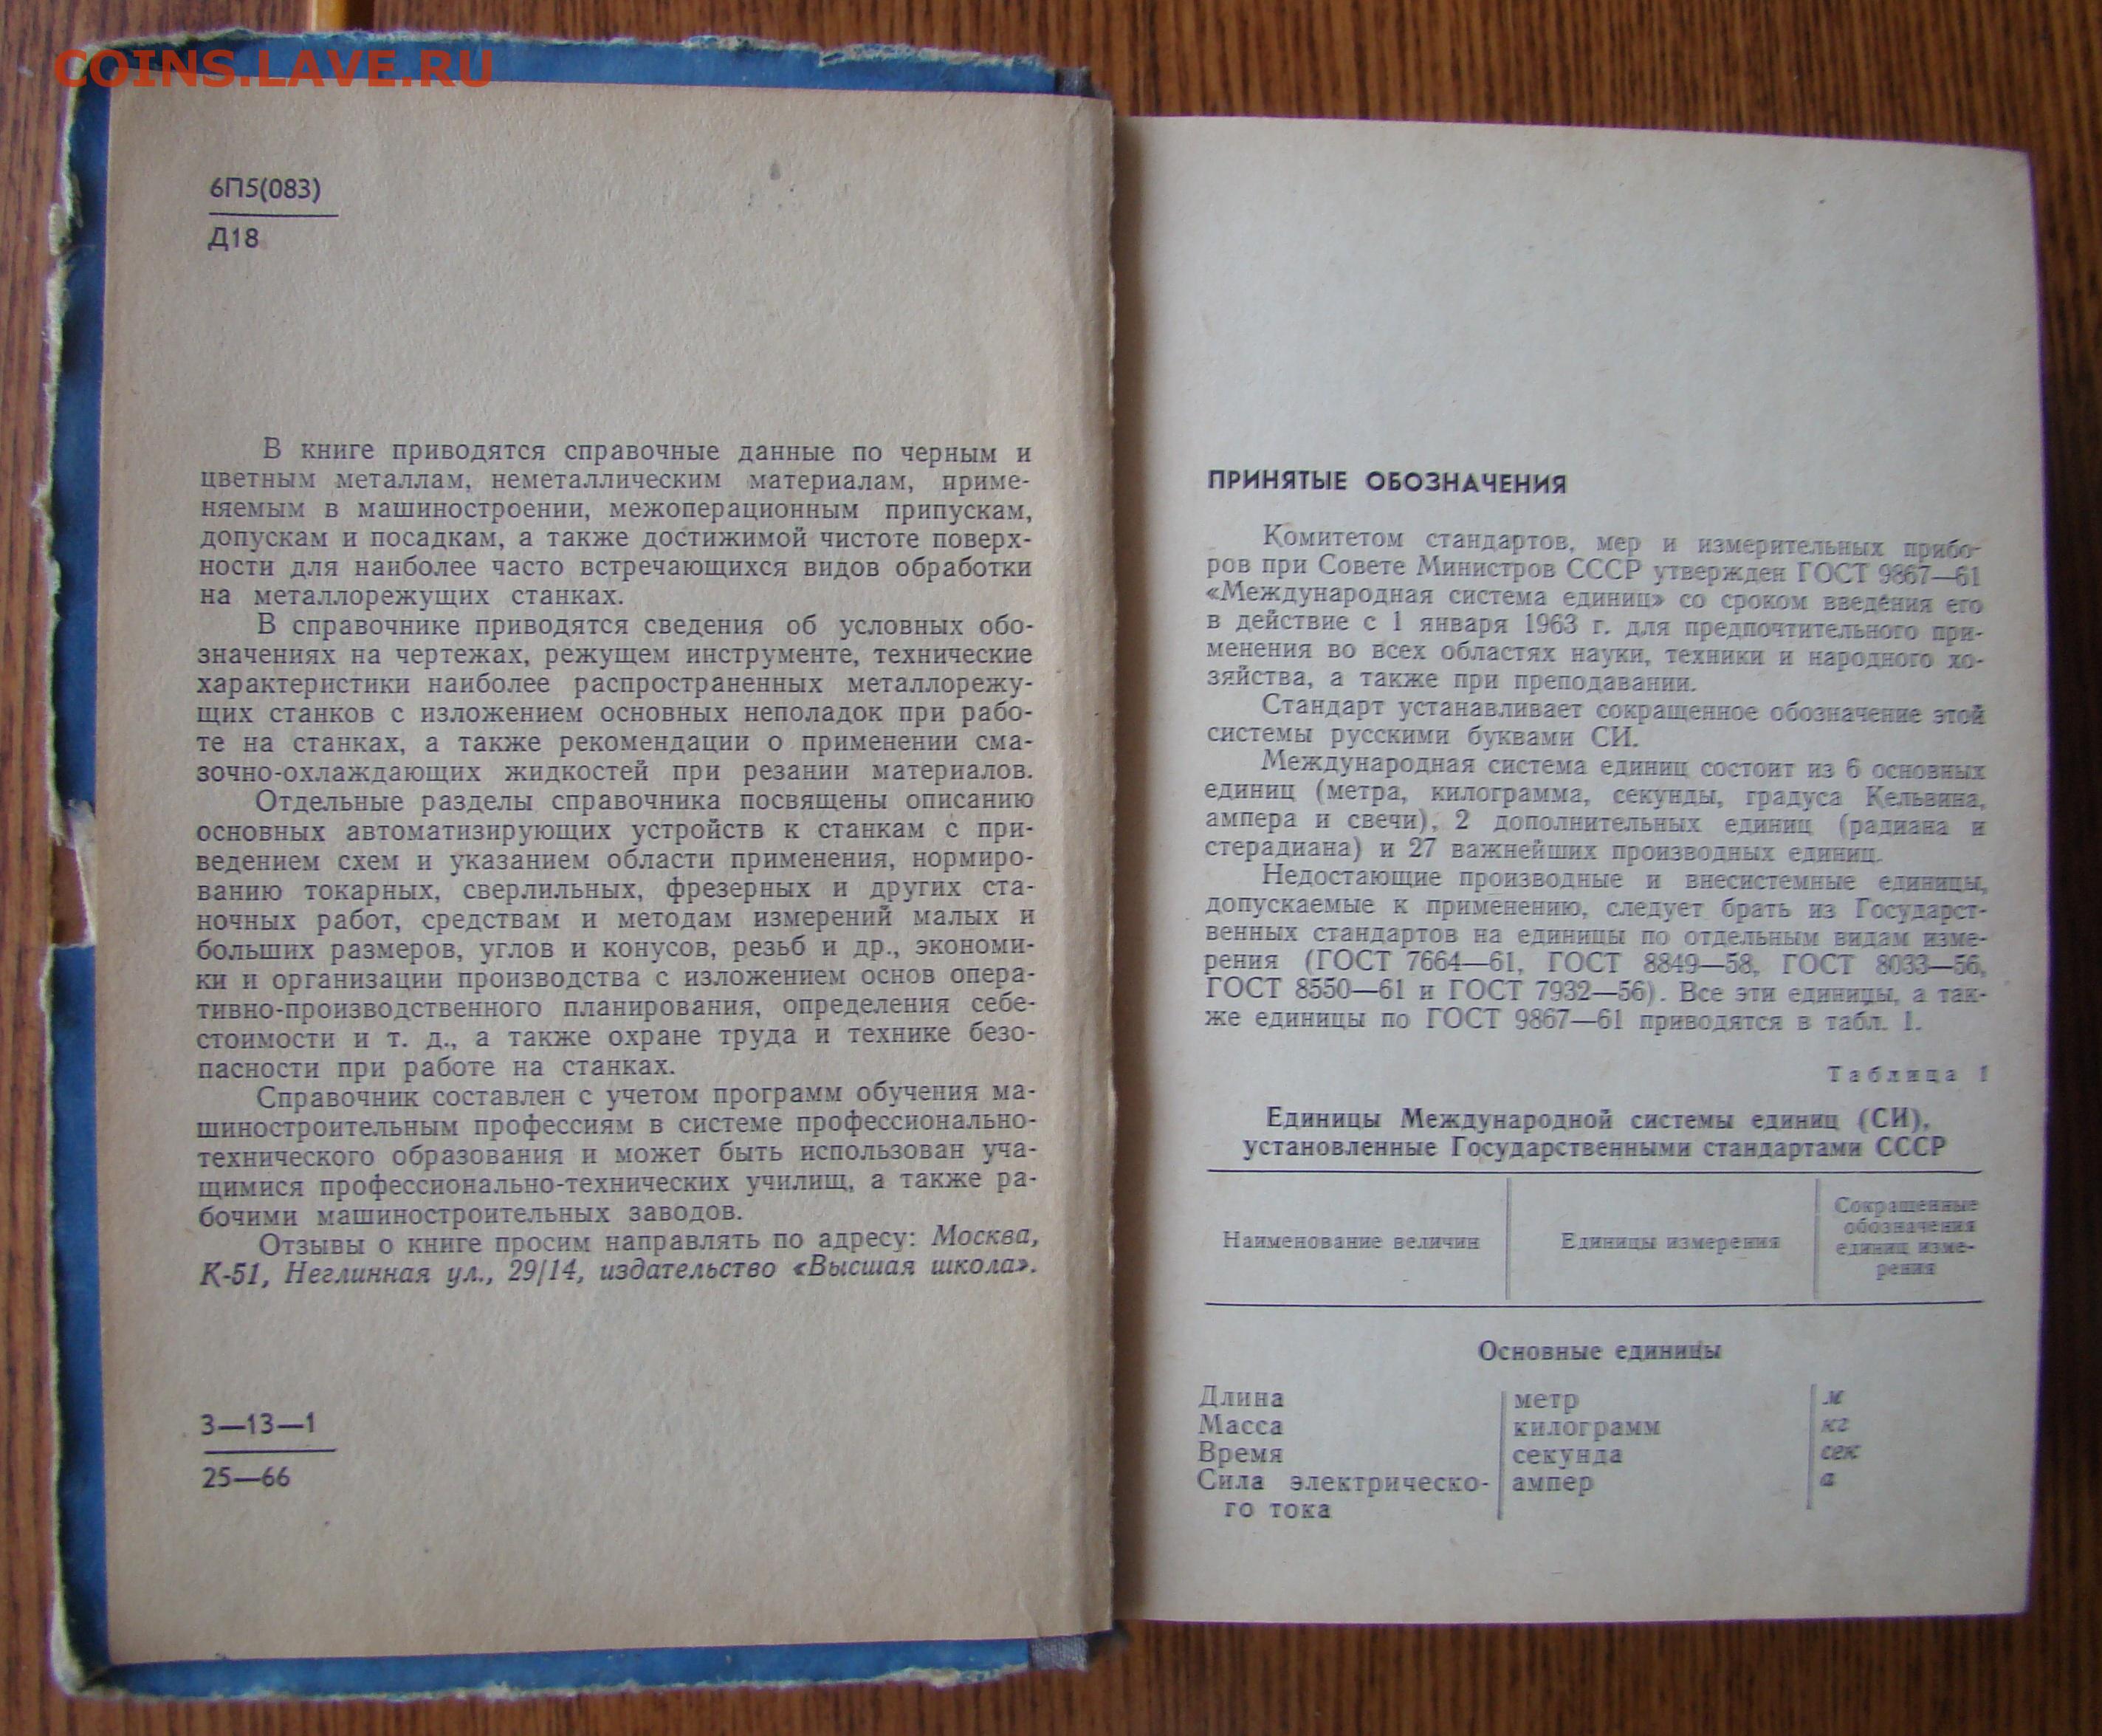 COINS.LAVE.RU
6П5(083)
Д18
В книге приводятся справочные данные по черным и
цветным металлам, неметаллическим материалам, приме-
няемым в машиностроении, межоперационным припускам,
допускам и посадкам, а также достижимой чистоте поверх-
ности для наиболее часто встречающихся видов обработки
на металлорежущих станках.
В справочнике приводятся сведения об условных обо-
значениях на чертежах, режущем инструменте, технические
характеристики наиболее распространенных металлорежу-
щих станков с изложением основных неполадок при рабо-
те на станках, а также рекомендации о применении сма-
зочно-охлаждающих жидкостей при резании материалов.
Отдельные разделы справочника посвящены описанию
основных автоматизирующих устройств к станкам с при-
ведением схем и указанием области применения, нормиро-
ванию токарных, сверлильных, фрезерных и других ста-
ночных работ, средствам и методам измерений малых и
больших размеров, углов и конусов, резьб и др., экономи-
ки и организации производства с изложением основ опера-
тивно-производственного планирования, определения себе-
стоимости и т. д., а также охране труда и технике безо-
пасности при работе на станках.
Справочник составлен с учетом программ обучения ма-
шиностроительным профессиям в системе профессионально-
технического образования и может быть использован уча-
щимися профессионально-технических училищ, а также ра-
бочими машиностроительных заводов.
Отзывы о книге просим направлять по адресу: Москва,
К-51, Неглинная ул., 29/14, издательство «Высшая школа».
3—13—1
25—66
ПРИНЯТЫЕ ОБОЗНАЧЕНИЯ
Комитетом стандартов, мер и измерительных прибо-
ров при Совете Министров СССР утвержден ГОСТ 9867—61
«Международная система единиц» со сроком введения его
в действие с 1 января 1963 г. для предпочтительного при-
менения во всех областях науки, техники и народного хо-
зяйства, а также при преподавании.
Стандарт устанавливает сокращенное обозначение этой
системы русскими буквами СИ.
Международная система единиц состоит из 6 основных
единиц (метра, килограмма, секунды, градуса Кельвина,
ампера и свечи), 2 дополнительных единиц (радиана и
стерадиана) и 27 важнейших производных единиц.
Недостающие производные и внесистемные единицы,
допускаемые к применению, следует брать из Государст-
венных стандартов на единицы по отдельным видам изме-
рения (ГОСТ 7664—61, ГОСТ 8849—58, ГОСТ 8033—56,
ГОСТ 8550—61 и ГОСТ 7932—56). Все эти единицы, а так-
же единицы по ГОСТ 9867—61 приводятся в табл. 1.
Таблица 1
Единицы Международной системы единиц (СИ),
установленные Государственными стандартами СССР
Наименование величин
Единицы измерения
Сокращенные
обозначения
единиц изме-
рения
Основные единицы
Длина метр м
Масса килограмм кг
Время секунда сек
Сила электрическо- ампер а
го тока